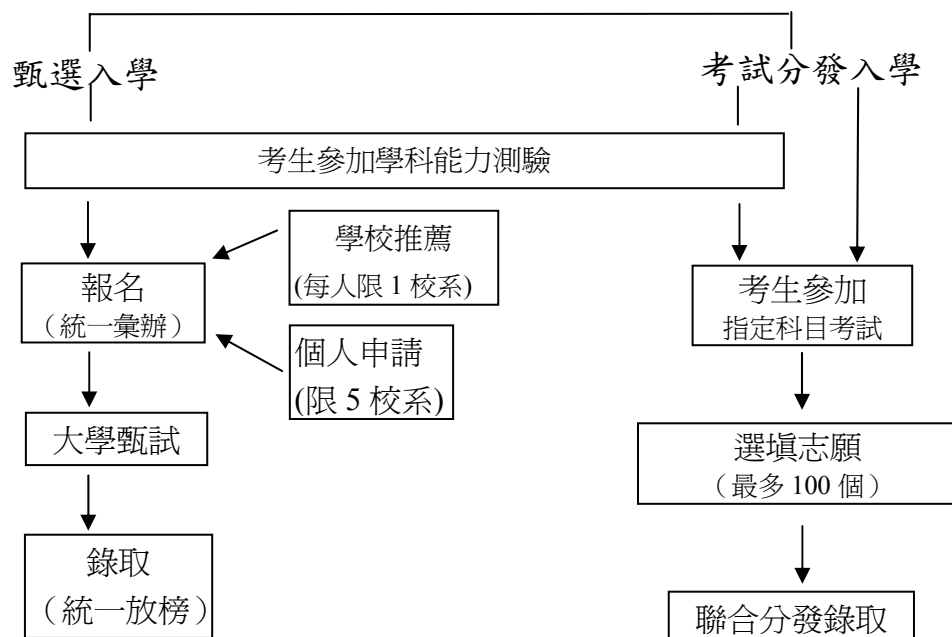 甄選入學
考試分發入學
考生參加學科能力測驗
學校推薦
(每人限 1 校系)
報名
（統一彙辦）
考生參加
指定科目考試
個人申請
(限 5 校系)
大學甄試
選填志願
（最多 100 個）
錄取
（統一放榜）
聯合分發錄取